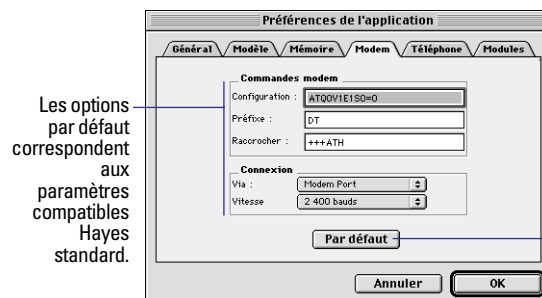 Préférences de l'application
Général Modèle Mémoire Modem Téléphone Modules
Les options
par défaut
correspondent
aux
paramètres
compatibles
Hayes
standard.
Commandes modem
Configuration : ATQ0V1E1S0=0
Préfixe : DT
Raccrocher : +++ATH
Connexion
Via : Modem Port
Vitesse 2 400 bauds
Par défaut
Annuler OK